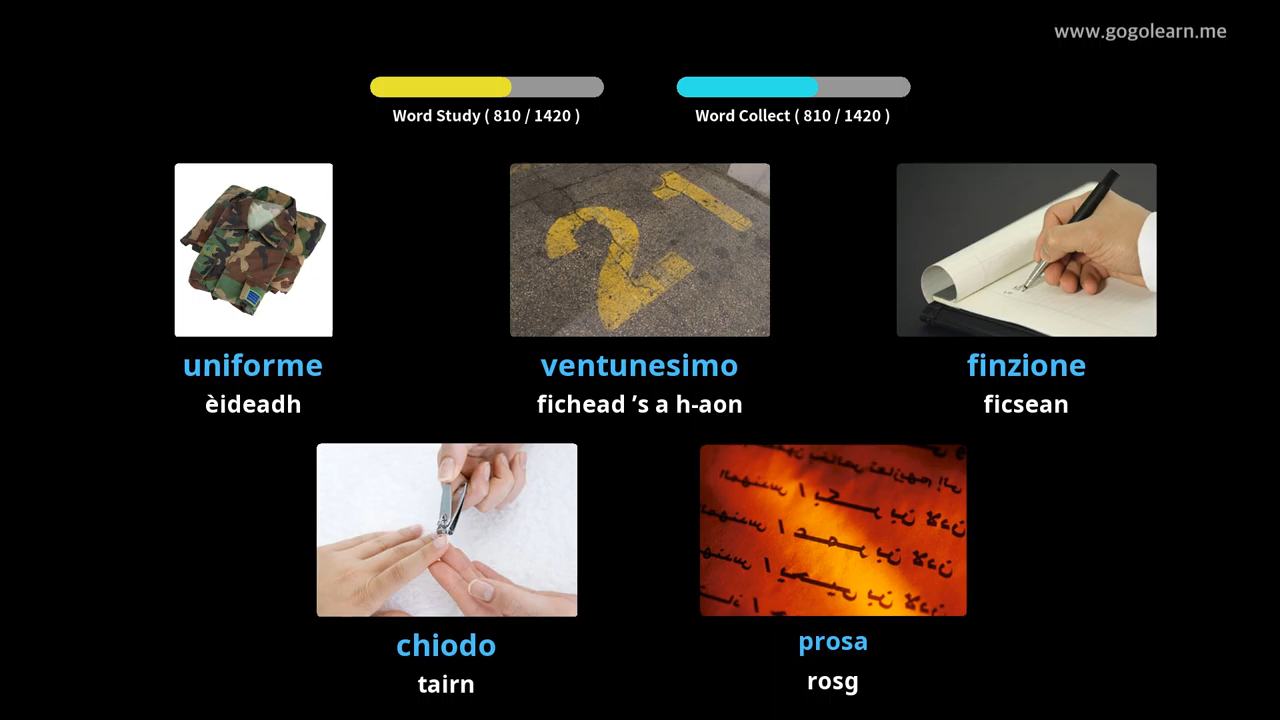 www.gogolearn.me
Word Study ( 810 / 1420 )
Word Collect ( 810 / 1420 )
21
uniforme
èideadh
ventunesimo
fichead ’s a h-aon
finzione
ficsean
chiodo
tairn
prosa
rosg